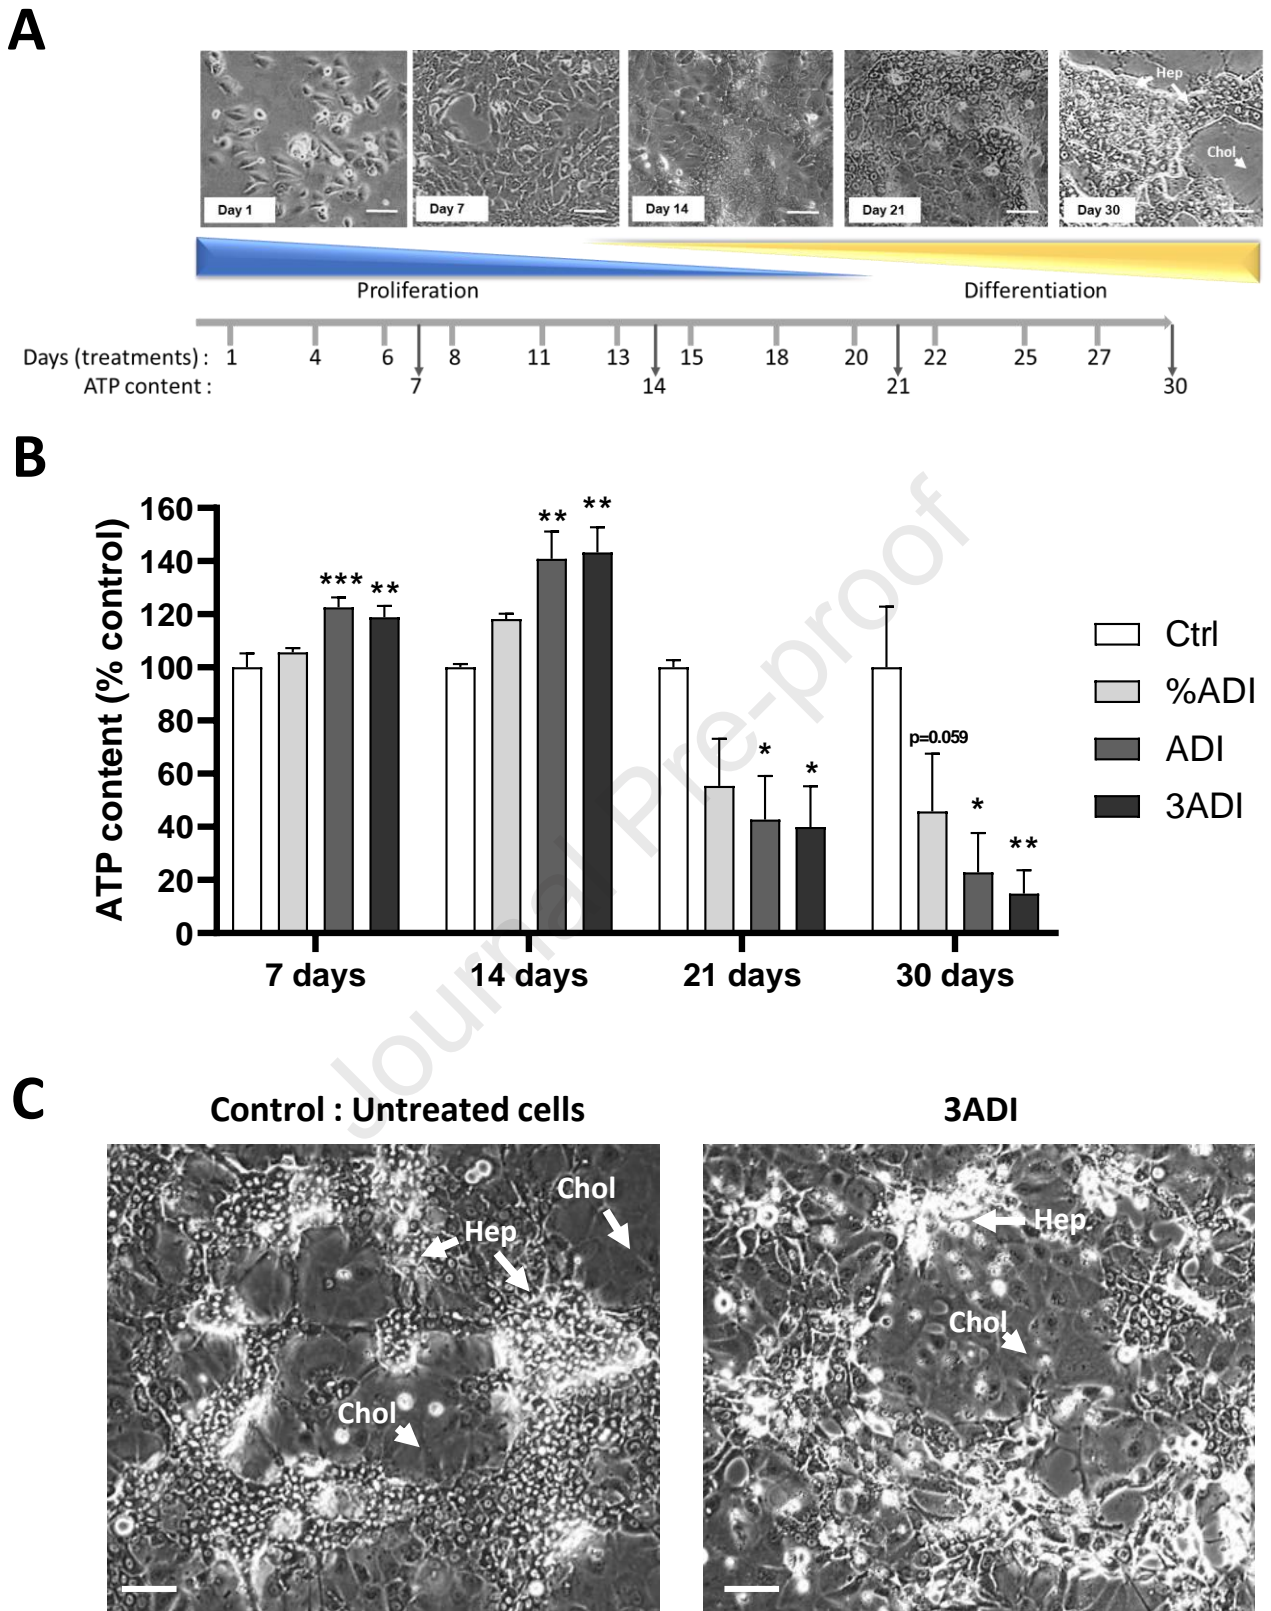 A
Day 1
Day 7
Day 14
Day 21
Hep
Chol
Day 30
Proliferation
Differentiation
Days (treatments) : 1 4 6 8 11 13 15 18 20 22 25 27
ATP content : 7 14 21 30
B
ATP content (% control)
160
140
120
100
80
60
40
20
0
*** **
** **
* *
p=0.059
*
**
7 days 14 days 21 days 30 days
Ctrl
%ADI
ADI
3ADI
Journal Pre-proof
C
Control : Untreated cells
3ADI
Chol
Hep
Chol
Hep
Chol